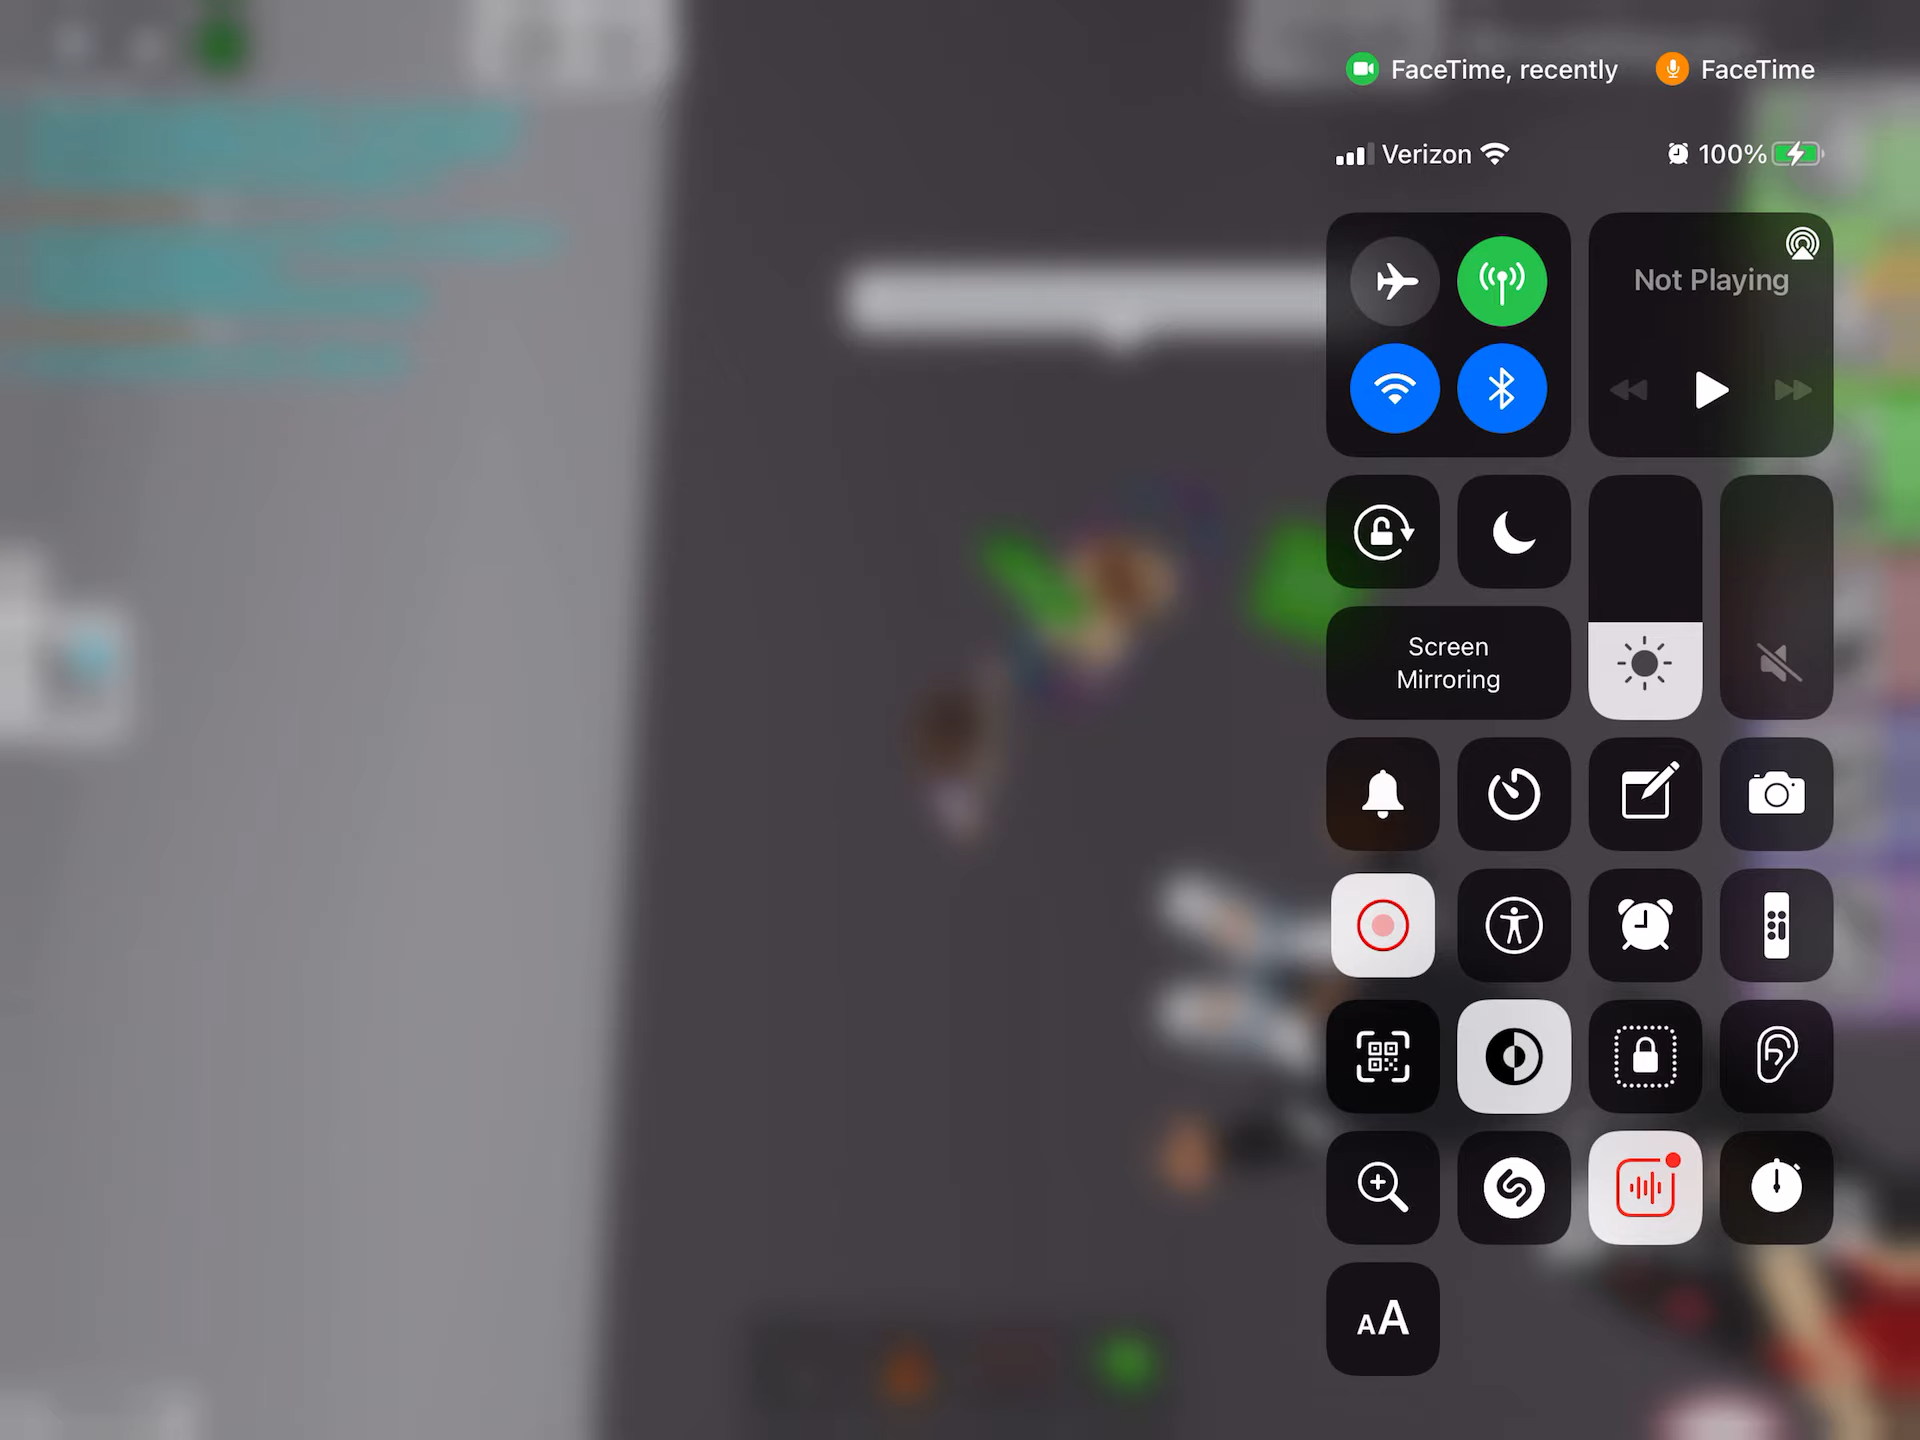 FaceTime, recently FaceTime
Verizon 100%
Not Playing
Screen
Mirroring
AA